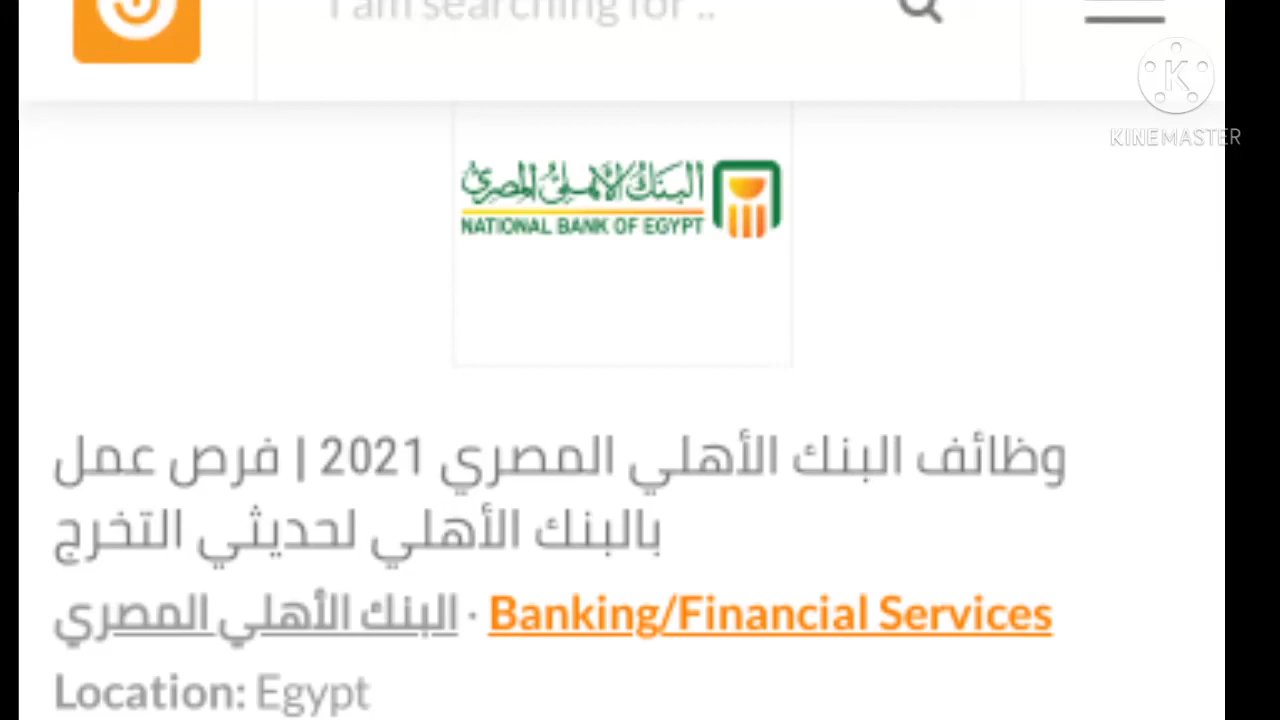 I am searching for ..
KINEMASTER
البنك الأهلي المصري
NATIONAL BANK OF EGYPT
وظائف البنك الأهلي المصري 2021 | فرص عمل
بالبنك الأهلي لحديثي التخرج
البنك الأهلي المصري · Banking/Financial Services
Location: Egypt